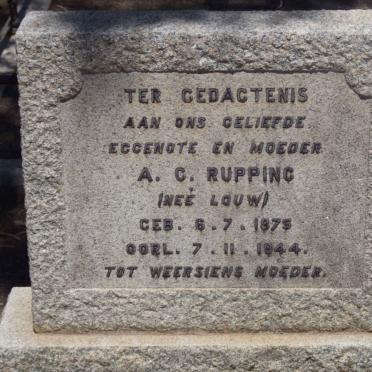 TER GEDACTENIS
AAN ONS GELIEFDE
EGGENOTE EN MOEDER
A. C. RUPPING
(NEÉ LOUW)
GEB. 6.7.1875
OORL. 7.11.1944.
TOT WEERSIENS MOEDER.